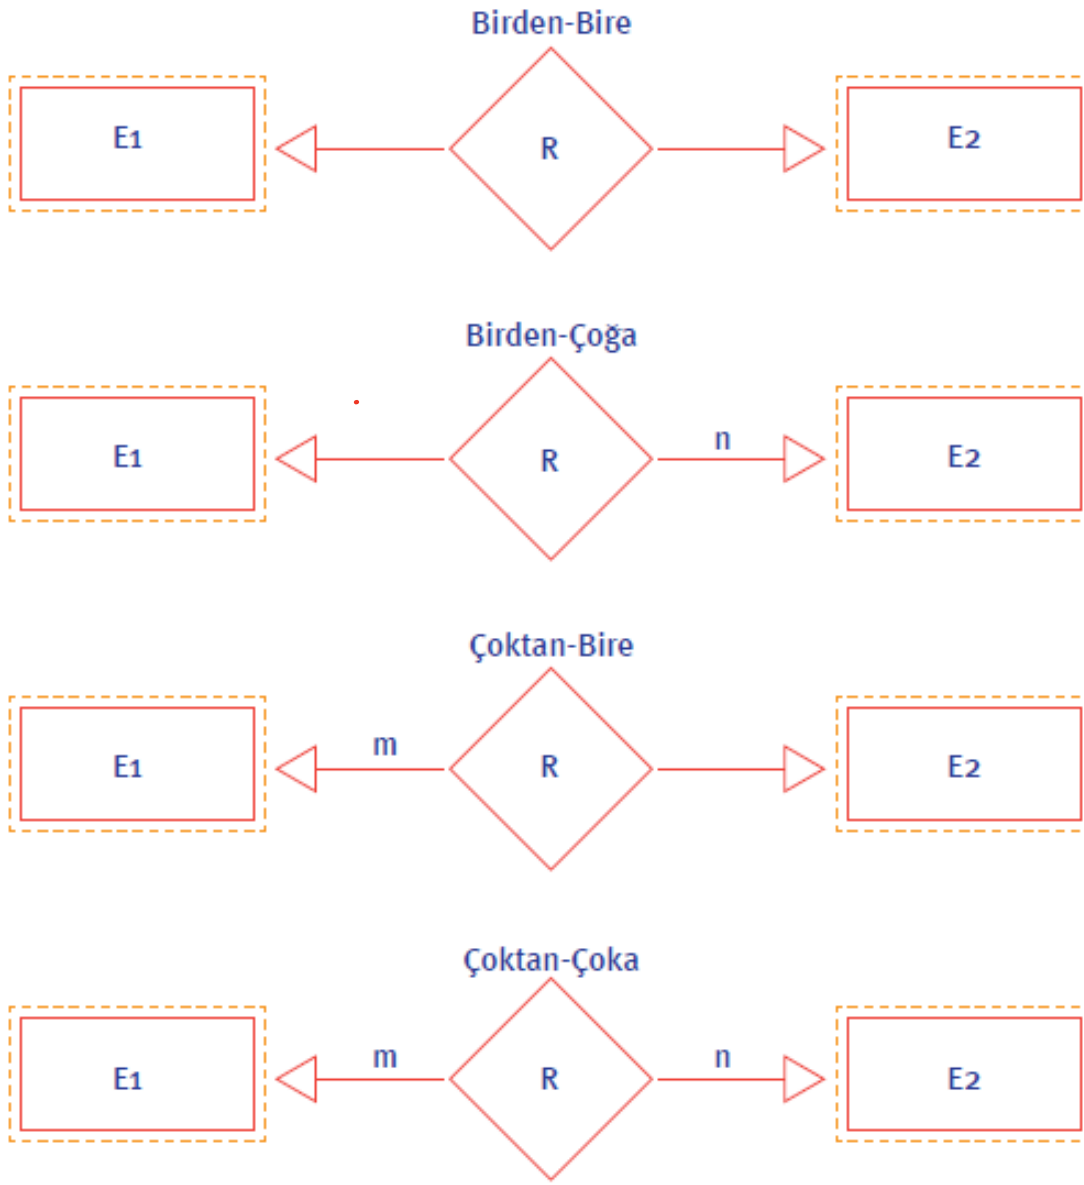 Birden-Bire
E1
R
E2
Birden-Çoğa
E1
R
n
E2
Çoktan-Bire
E1
m
R
E2
Çoktan-Çoka
E1
m
R
n
E2